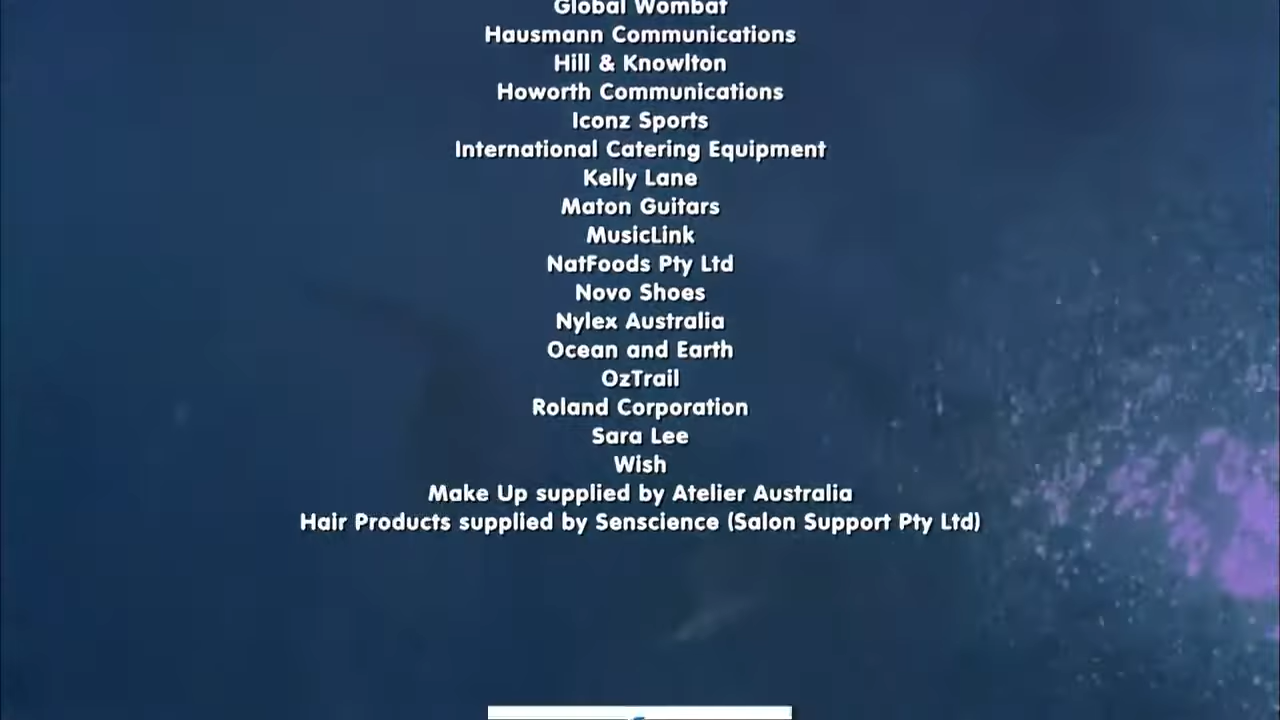 Global Wombat
Hausmann Communications
Hill & Knowlton
Howorth Communications
Iconz Sports
International Catering Equipment
Kelly Lane
Maton Guitars
MusicLink
NatFoods Pty Ltd
Novo Shoes
Nylex Australia
Ocean and Earth
OzTrail
Roland Corporation
Sara Lee
Wish
Make Up supplied by Atelier Australia
Hair Products supplied by Senscience (Salon Support Pty Ltd)